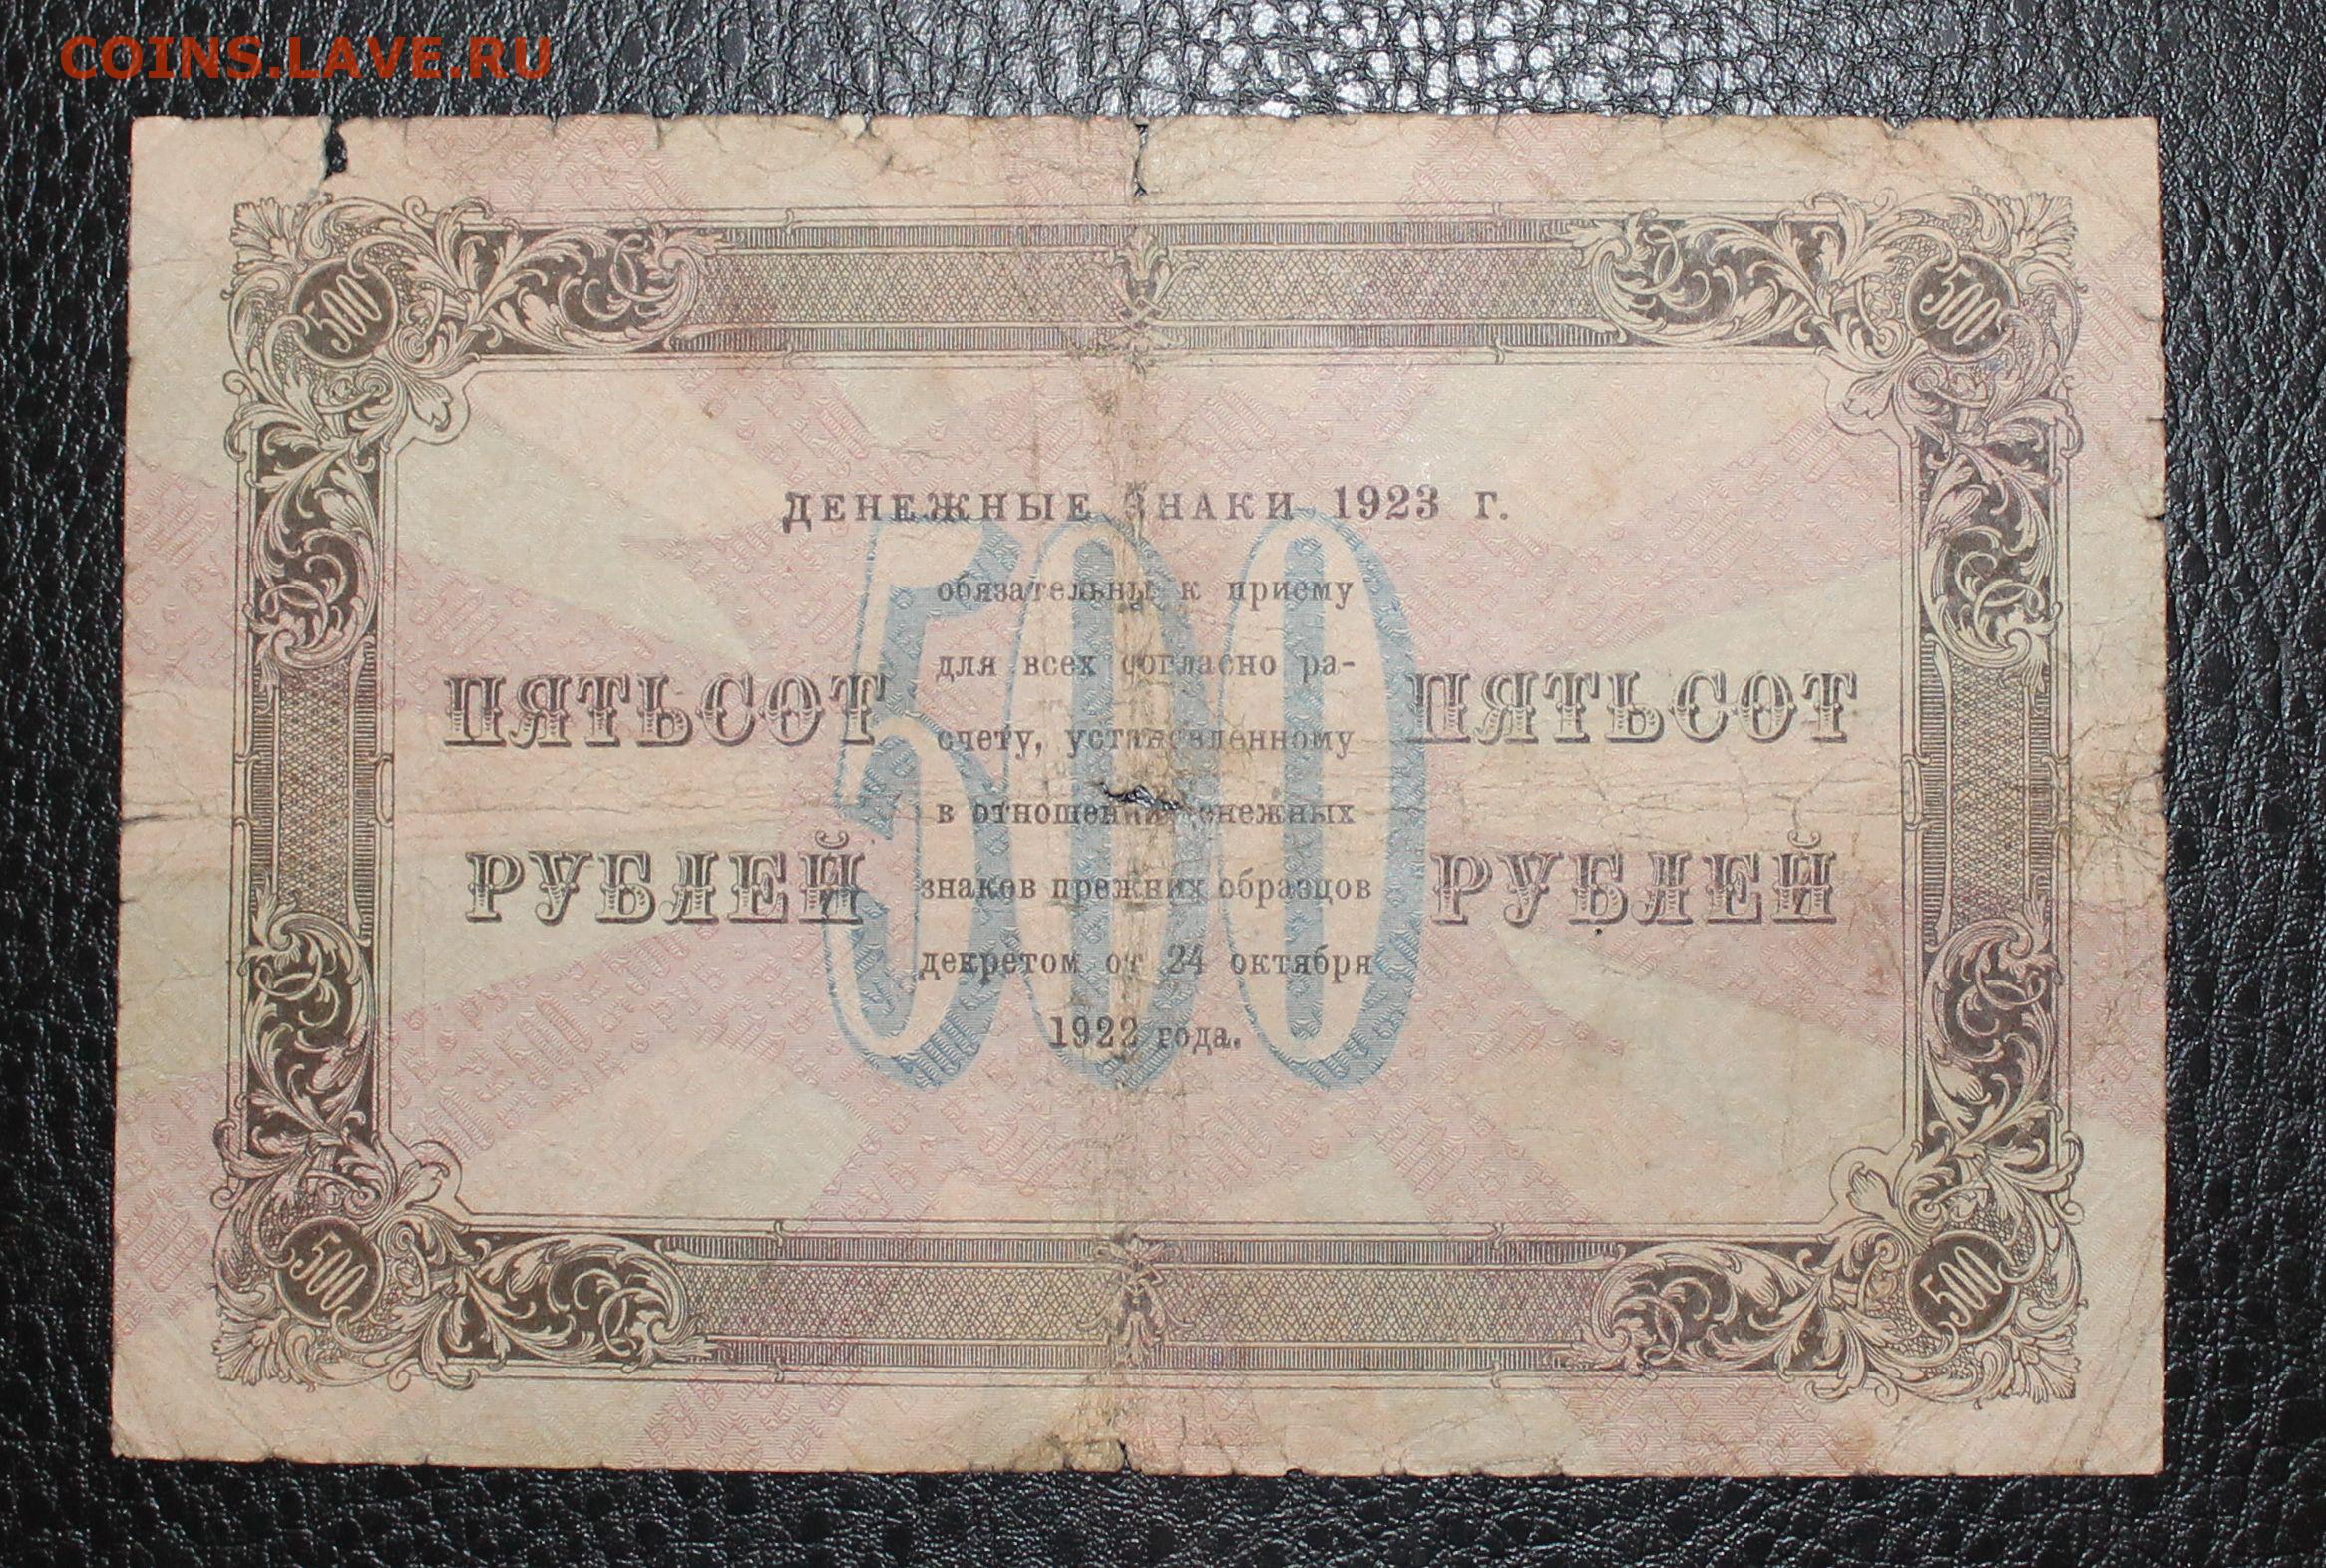 COINS.LAVE.RU
500 500
ДЕНЕЖНЫЕ ЗНАКИ 1923 Г.
обязательны к приему
для всех согласно ра-
счету, установленному
в отношении денежных
знаков прежних образцов
декретом от 24 октября
1922 года.
ПЯТЬСОТ
РУБЛЕЙ
500
ПЯТЬСОТ
РУБЛЕЙ
500 500